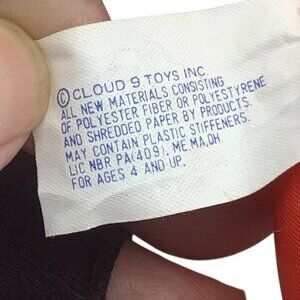 © CLOUD 9 TOYS INC
ALL NEW MATERIALS CONSISTING
OF POLYESTER FIBER OR POLYSTYRENE
AND SHREDDED PAPER BY PRODUCTS.
MAY CONTAIN PLASTIC STIFFENERS.
LIC NBR PA(409), ME,MA,OH
FOR AGES 4 AND UP.